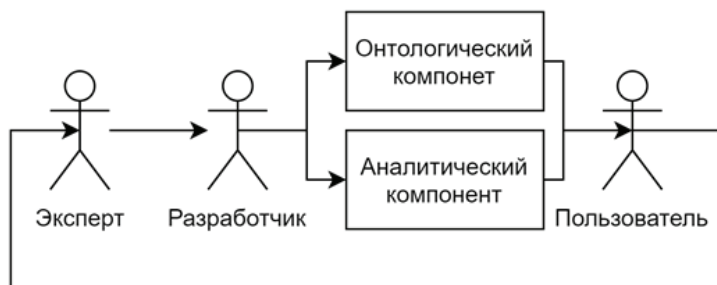 Онтологический
компонет
Аналитический
компонент
Эксперт
Разработчик
Пользователь